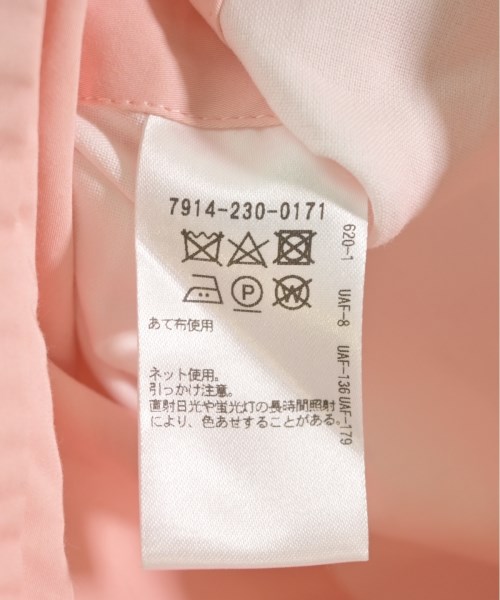 7914-230-0171
P
W
あて布使用
ネット使用。
引っかけ注意。
直射日光や蛍光灯の長時間照射
により、色あせすることがある。
620-1 UAF-8 UAF-136 UAF-179